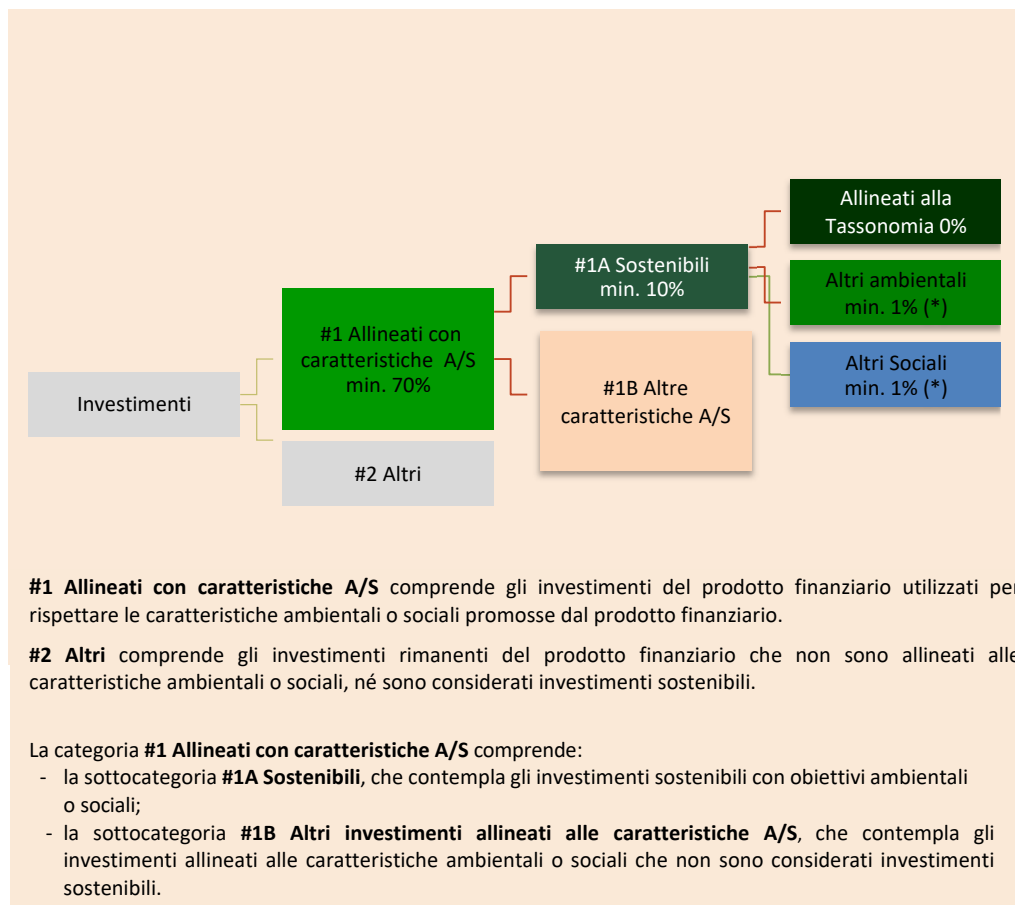 Allineati alla
Tassonomia 0%
#1A Sostenibili
min. 10%
Altri ambientali
min. 1% (*)
#1 Allineati con
caratteristiche A/S
min. 70%
Altri Sociali
min. 1% (*)
Investimenti
#1B Altre
caratteristiche A/S
#2 Altri
#1 Allineati con caratteristiche A/S comprende gli investimenti del prodotto finanziario utilizzati per
rispettare le caratteristiche ambientali o sociali promosse dal prodotto finanziario.
#2 Altri comprende gli investimenti rimanenti del prodotto finanziario che non sono allineati alle
caratteristiche ambientali o sociali, né sono considerati investimenti sostenibili.
La categoria #1 Allineati con caratteristiche A/S comprende:
- la sottocategoria #1A Sostenibili, che contempla gli investimenti sostenibili con obiettivi ambientali
o sociali;
- la sottocategoria #1B Altri investimenti allineati alle caratteristiche A/S, che contempla gli
investimenti allineati alle caratteristiche ambientali o sociali che non sono considerati investimenti
sostenibili.